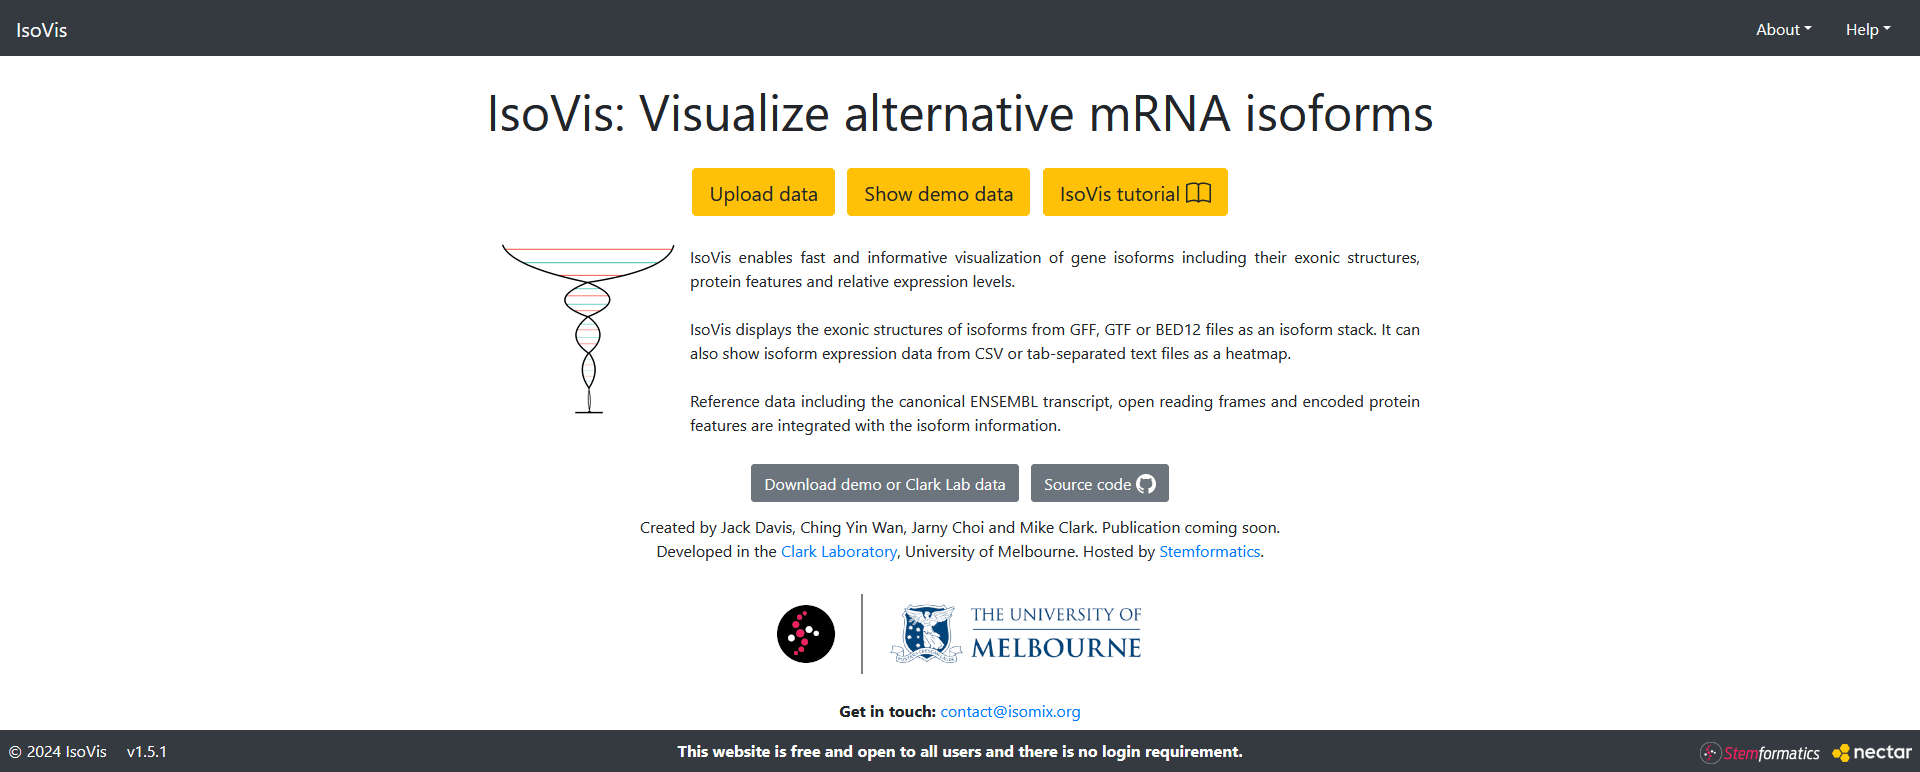 IsoVis
About
Help
IsoVis: Visualize alternative mRNA isoforms
Upload data
Show demo data
IsoVis tutorial
IsoVis enables fast and informative visualization of gene isoforms including their exonic structures,
protein features and relative expression levels.
IsoVis displays the exonic structures of isoforms from GFF, GTF or BED12 files as an isoform stack. It can
also show isoform expression data from CSV or tab-separated text files as a heatmap.
Reference data including the canonical ENSEMBL transcript, open reading frames and encoded protein
features are integrated with the isoform information.
Download demo or Clark Lab data
Source code
Created by Jack Davis, Ching Yin Wan, Jarny Choi and Mike Clark. Publication coming soon.
Developed in the Clark Laboratory, University of Melbourne. Hosted by Stemformatics.
THE UNIVERSITY OF
MELBOURNE
Get in touch: contact@isomix.org
© 2024 IsoVis
v1.5.1
This website is free and open to all users and there is no login requirement.
Stemformatics
nectar